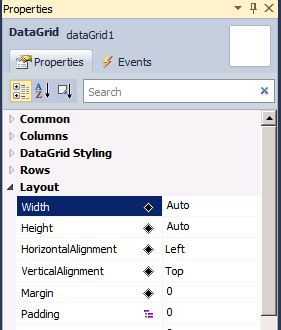 Properties
DataGrid dataGrid1
Properties Events
A Z Search
Common
Columns
DataGrid Styling
Rows
Layout
Width Auto
Height Auto
HorizontalAlignment Left
VerticalAlignment Top
Margin 0
Padding 0